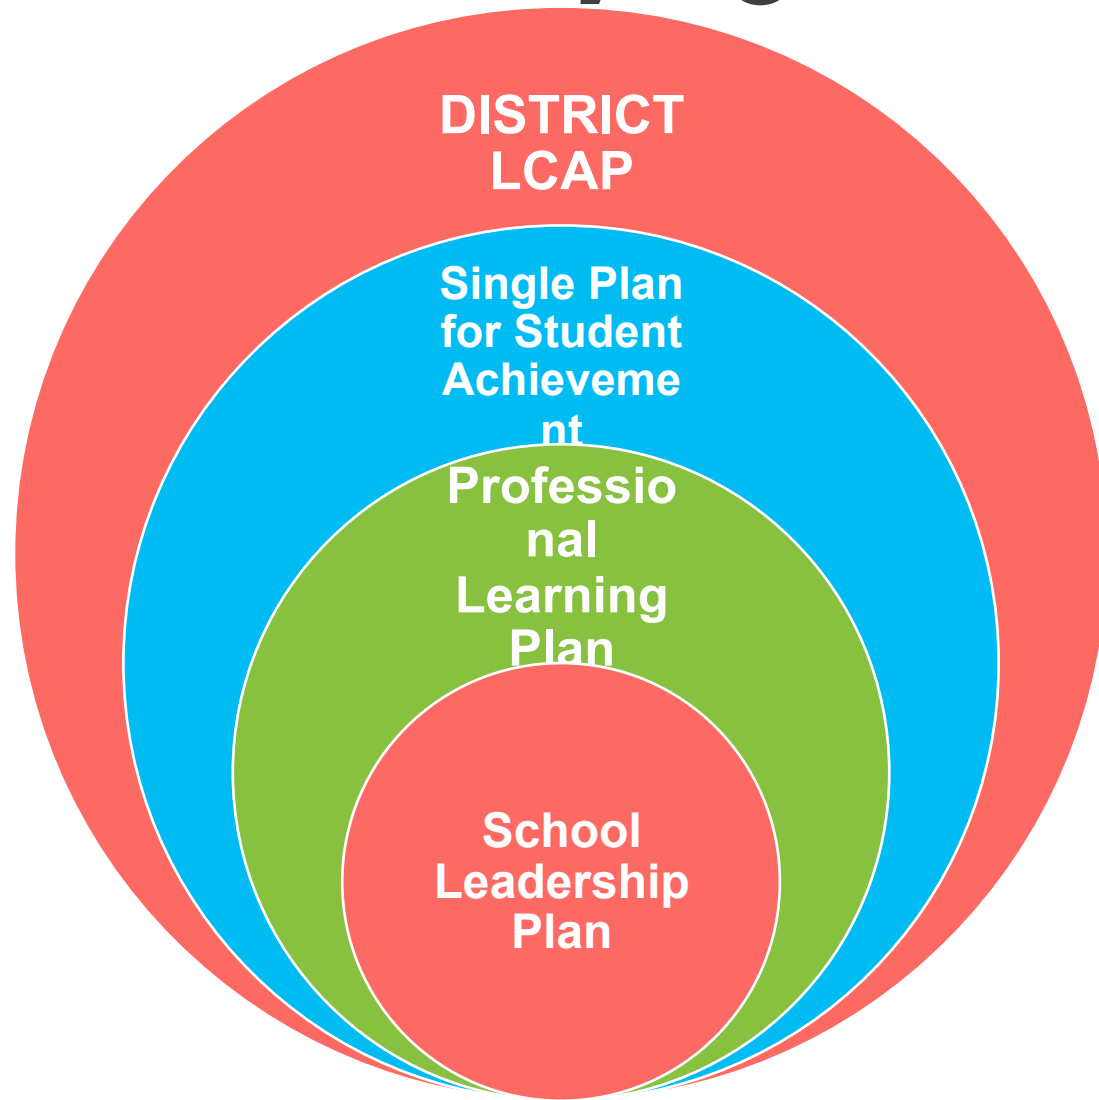 DISTRICT
LCAP
Single Plan
for Student
Achieveme
nt
Professio
nal
Learning
Plan
School
Leadership
Plan